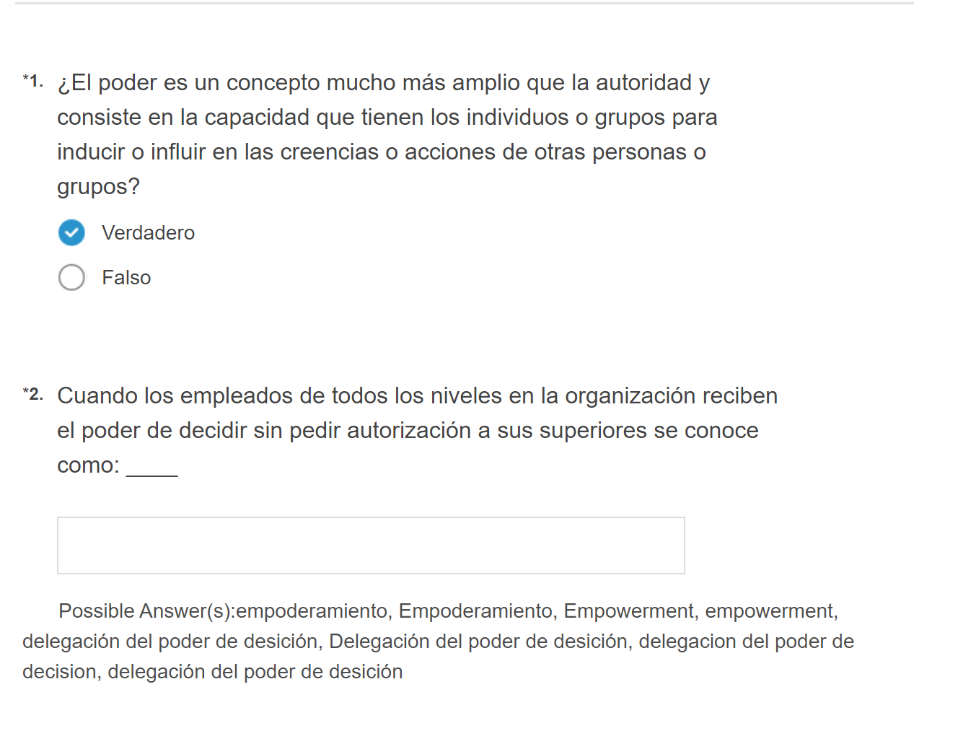 *1. ¿El poder es un concepto mucho más amplio que la autoridad y
consiste en la capacidad que tienen los individuos o grupos para
inducir o influir en las creencias o acciones de otras personas o
grupos?
Verdadero
Falso
*2. Cuando los empleados de todos los niveles en la organización reciben
el poder de decidir sin pedir autorización a sus superiores se conoce
como: ____
Possible Answer(s):empoderamiento, Empoderamiento, Empowerment, empowerment,
delegación del poder de desición, Delegación del poder de desición, delegacion del poder de
decision, delegación del poder de desición